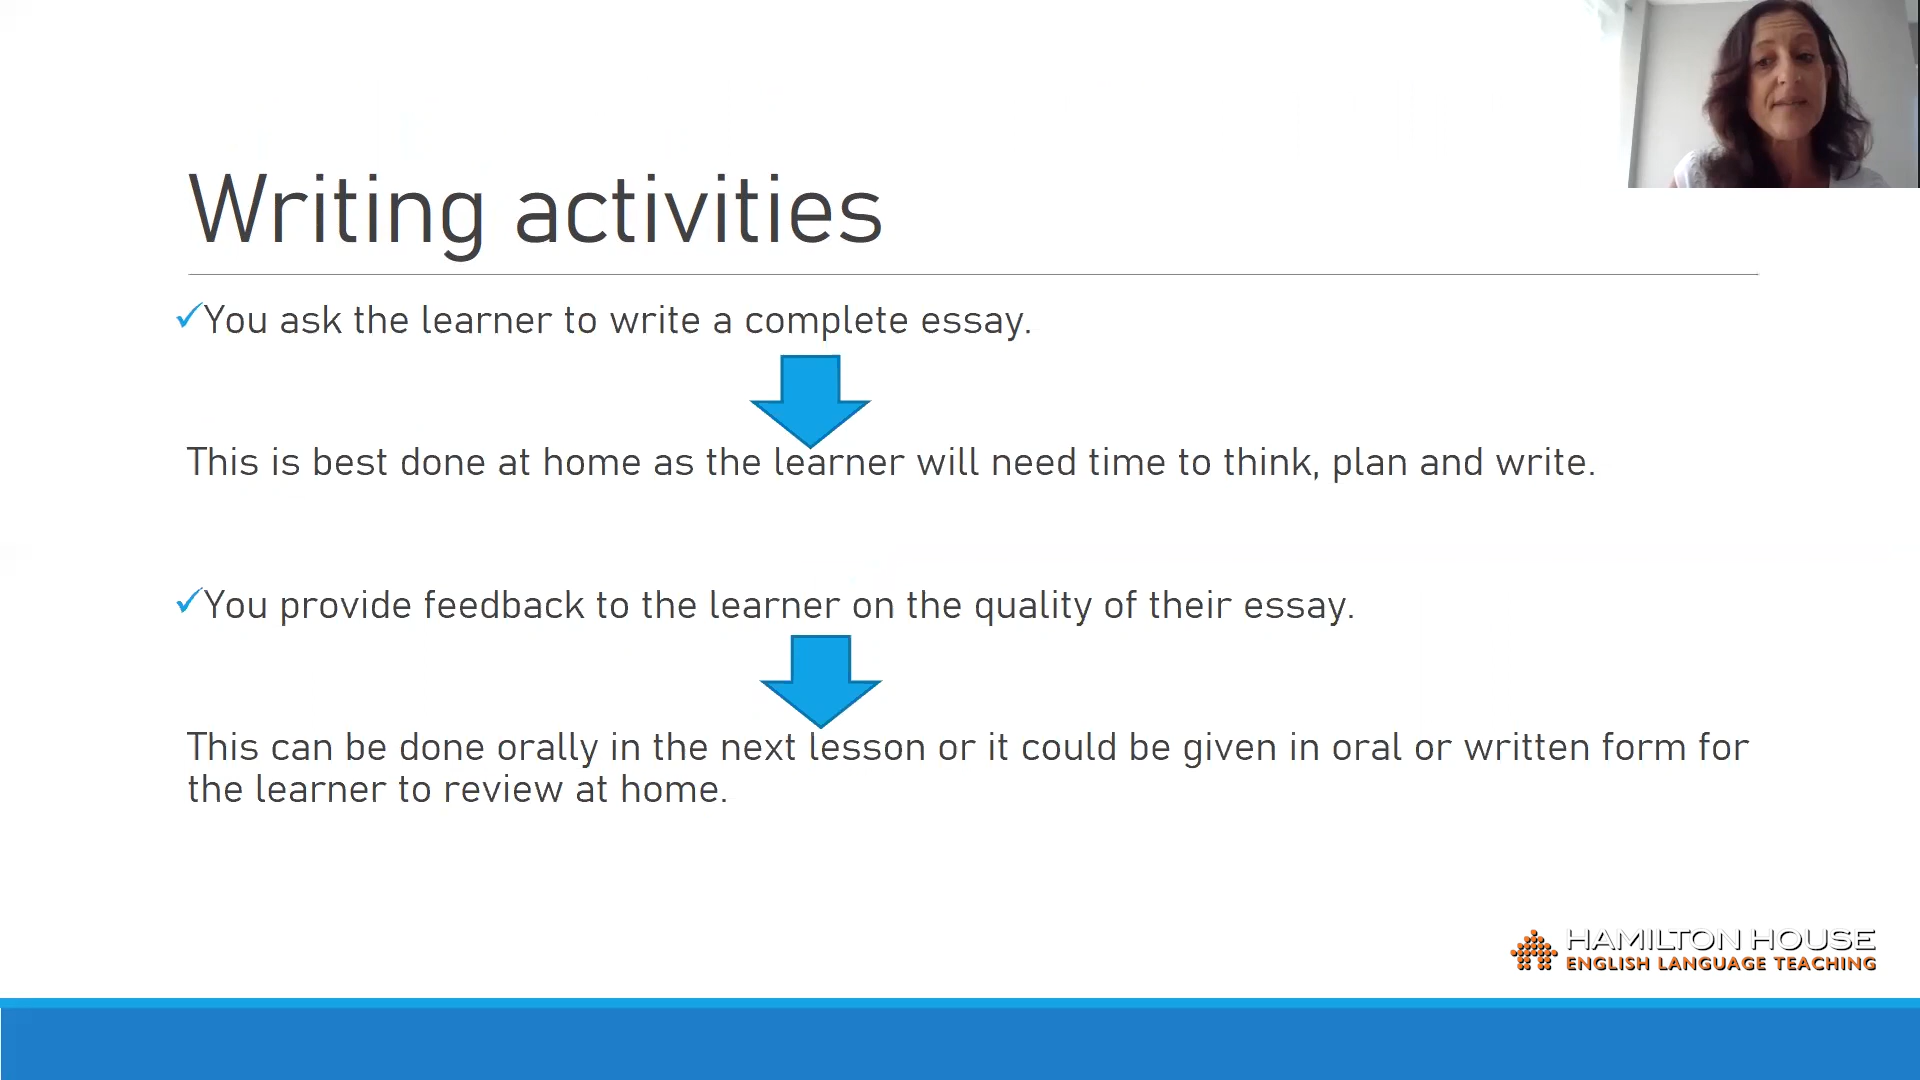 Writing activities
You ask the learner to write a complete essay.
This is best done at home as the learner will need time to think, plan and write.
You provide feedback to the learner on the quality of their essay.
This can be done orally in the next lesson or it could be given in oral or written form for
the learner to review at home.
HAMILTON HOUSE
ENGLISH LANGUAGE TEACHING